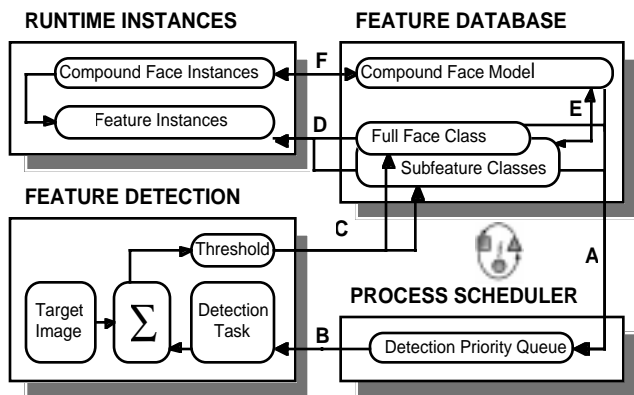 RUNTIME INSTANCES
FEATURE DATABASE
Compound Face Instances
F
Compound Face Model
E
Feature Instances
D
Full Face Class
Subfeature Classes
FEATURE DETECTION
C
Threshold
A
PROCESS SCHEDULER
Target
Image
Σ
Detection
Task
B
Detection Priority Queue